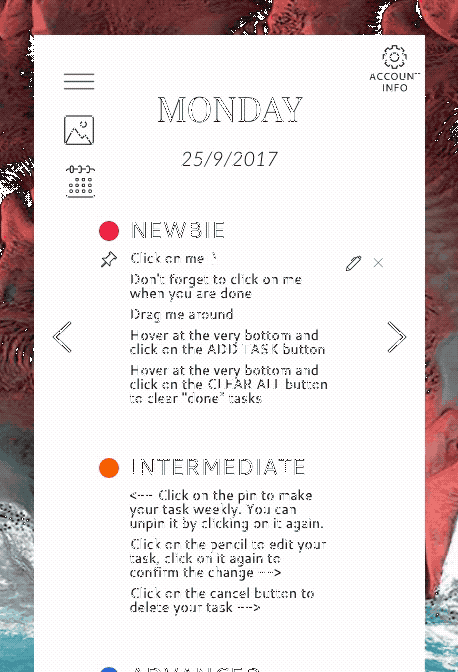 ACCOUNT
INFO
MONDAY
25/9/2017
NEWBIE
Click on me :)
Don't forget to click on me
when you are done
Drag me around
Hover at the very bottom and
click on the ADD TASK button
Hover at the very bottom and
click on the CLEAR ALL button
to clear "done" tasks
INTERMEDIATE
<--- Click on the pin to make
your task weekly. You can
unpin it by clicking on it again.
Click on the pencil to edit your
task, click on it again to
confirm the change --->
Click on the cancel button to
delete your task --->
ADVANCED